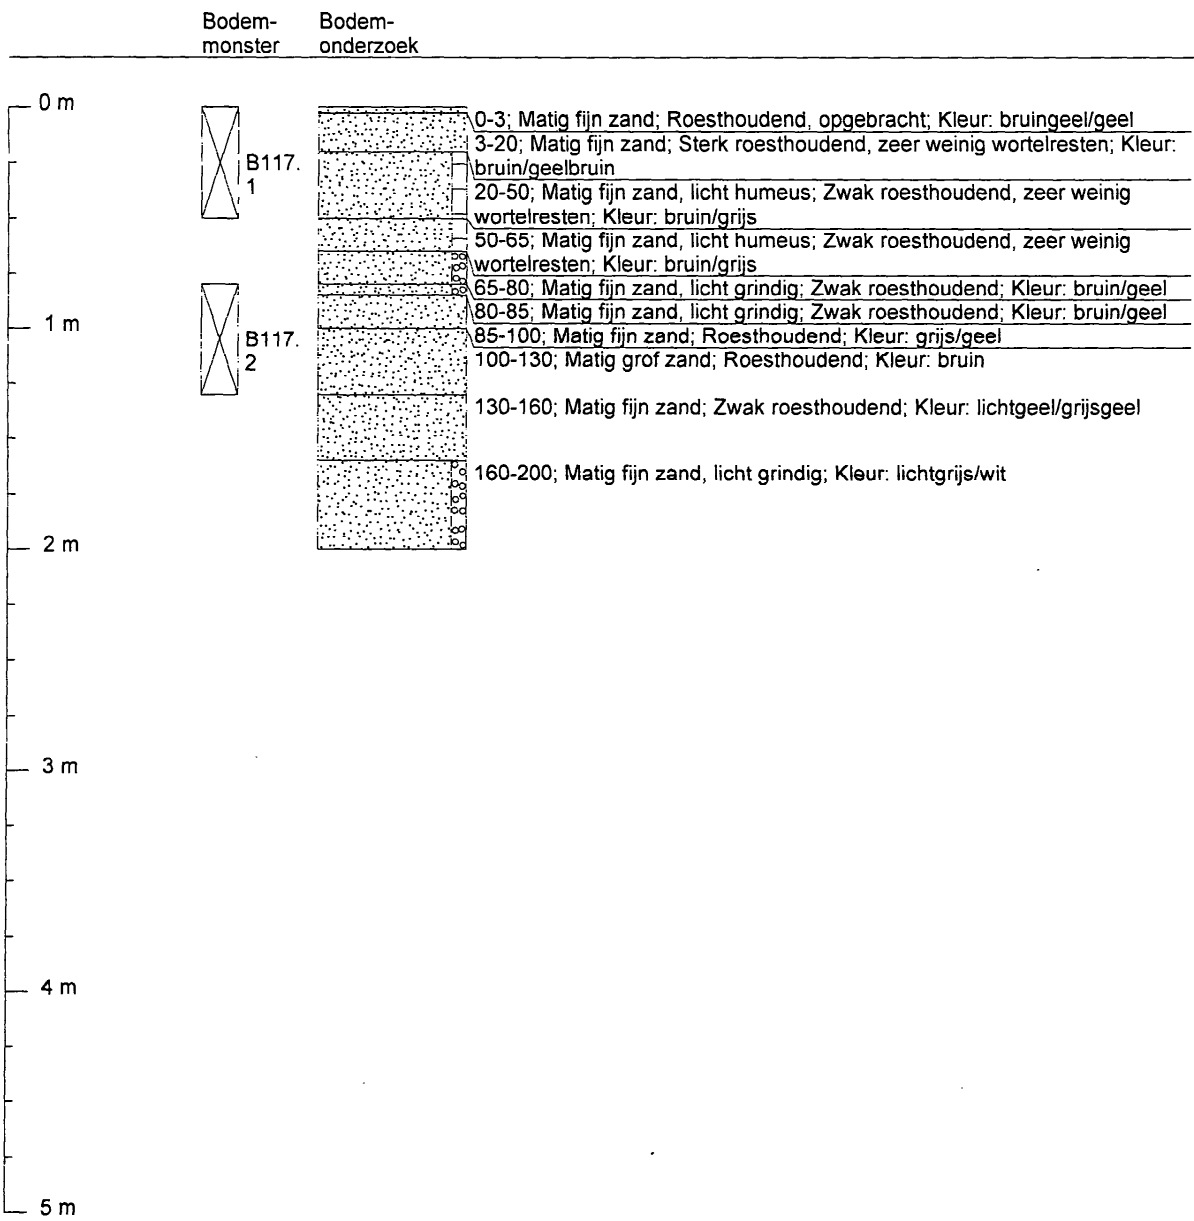 Bodem-
monster
Bodem-
onderzoek
0 m
B117.
1
0-3; Matig fijn zand; Roesthoudend, opgebracht; Kleur: bruingeel/geel
3-20; Matig fijn zand; Sterk roesthoudend, zeer weinig wortelresten; Kleur:
bruin/geelbruin
20-50; Matig fijn zand, licht humeus; Zwak roesthoudend, zeer weinig
wortelresten; Kleur: bruin/grijs
50-65; Matig fijn zand, licht humeus; Zwak roesthoudend, zeer weinig
wortelresten; Kleur: bruin/grijs
65-80; Matig fijn zand, licht grindig; Zwak roesthoudend; Kleur: bruin/geel
80-85; Matig fijn zand, licht grindig; Zwak roesthoudend; Kleur: bruin/geel
1 m
B117.
2
85-100; Matig fijn zand; Roesthoudend; Kleur: grijs/geel
100-130; Matig grof zand; Roesthoudend; Kleur: bruin
130-160; Matig fijn zand; Zwak roesthoudend; Kleur: lichtgeel/grijsgeel
160-200; Matig fijn zand, licht grindig; Kleur: lichtgrijs/wit
2 m
3 m
4 m
5 m